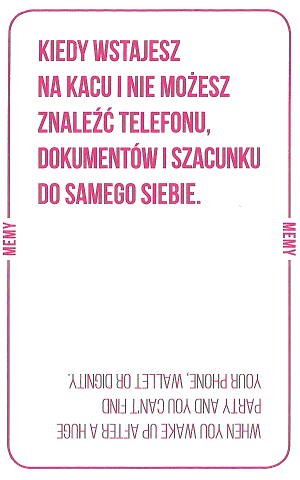 KIEDY WSTAJESZ
NA KACU I NIE MOŻESZ
ZNALEŹĆ TELEFONU,
DOKUMENTÓW I SZACUNKU
DO SAMEGO SIEBIE.
MEMY
MEMY
WHEN YOU WAKE UP AFTER A HUGE
PARTY AND YOU CAN'T FIND
YOUR PHONE, WALLET OR DIGNITY.